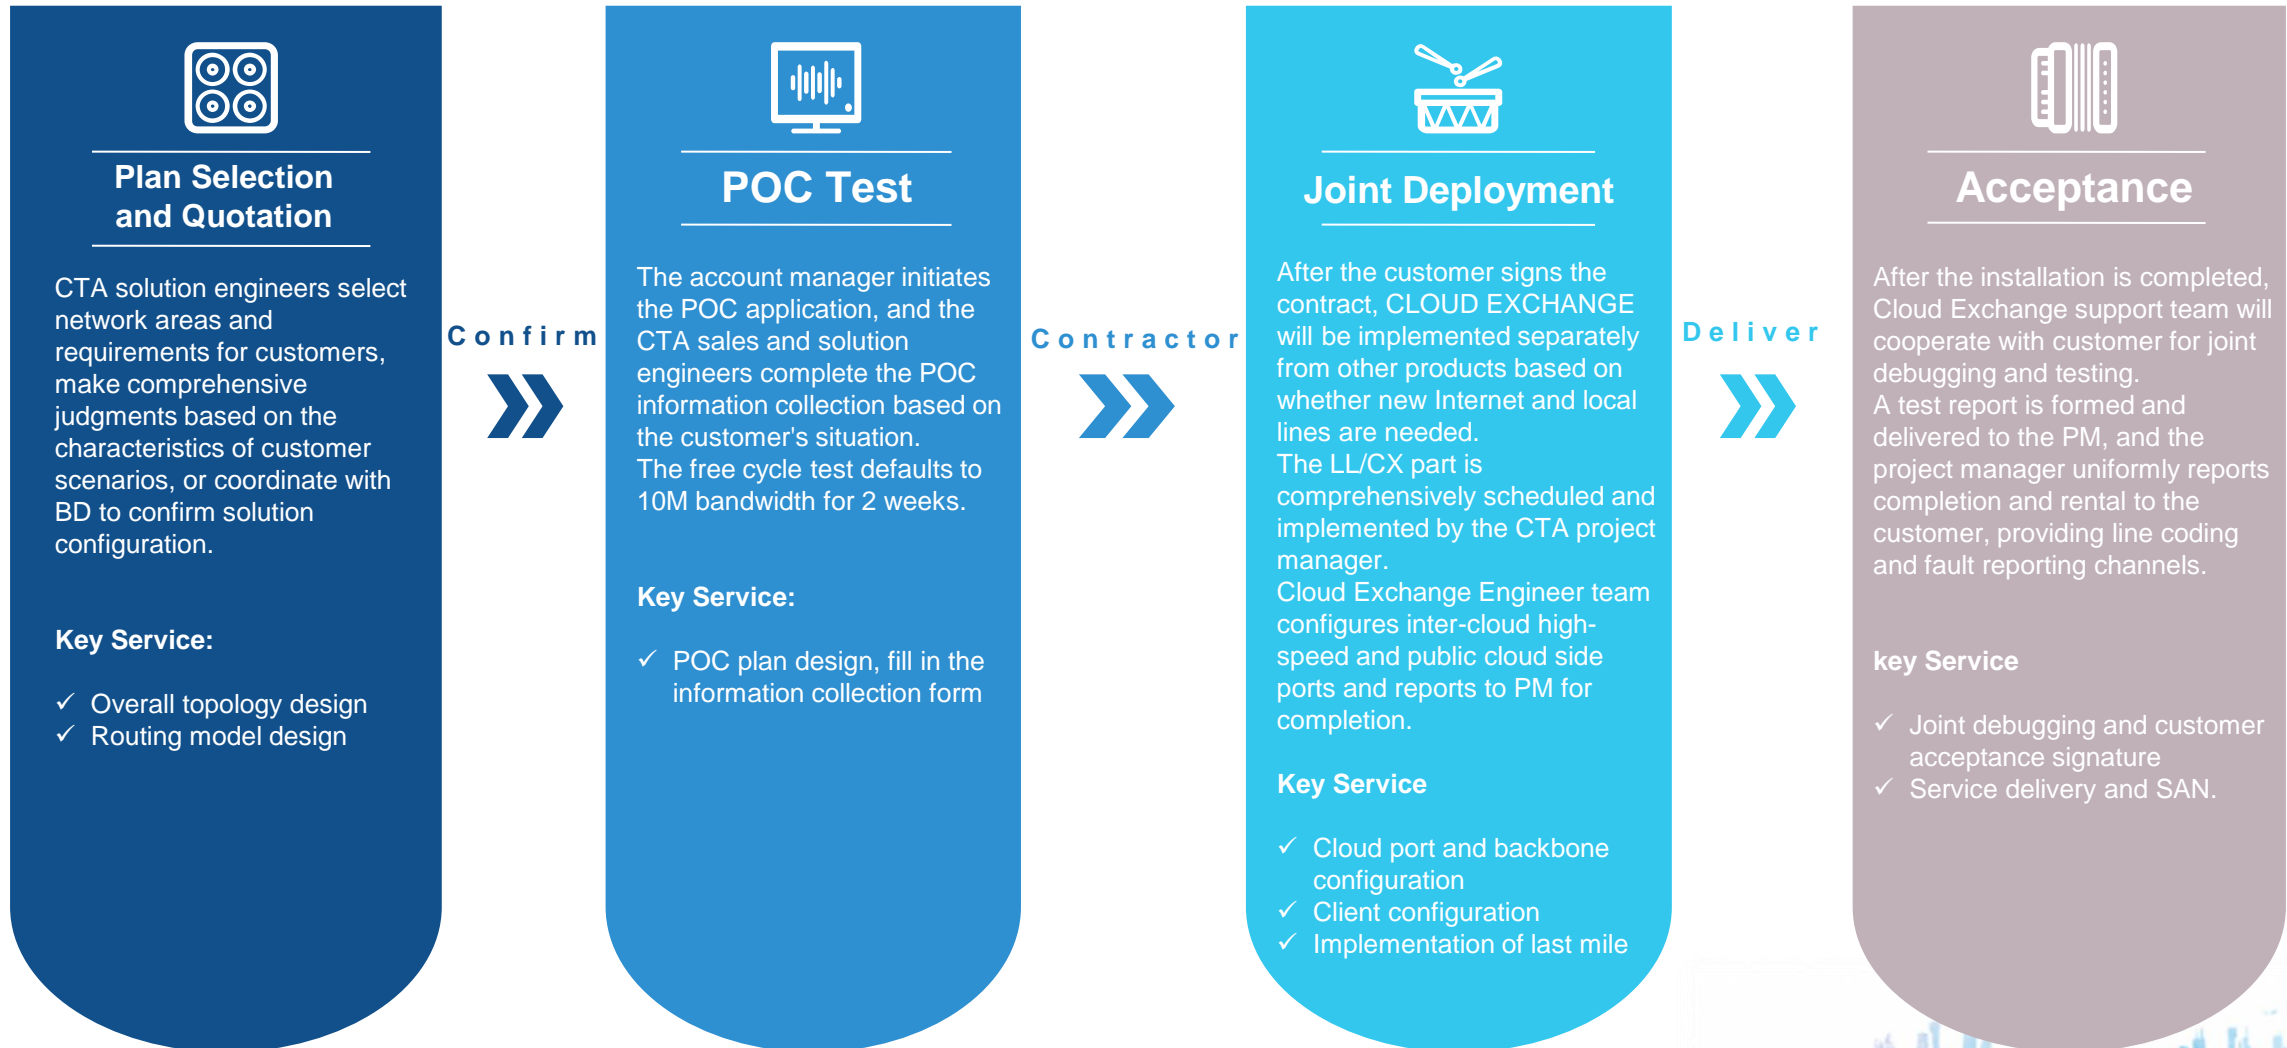 Plan Selection
and Quotation
CTA solution engineers select
network areas and
requirements for customers,
make comprehensive
judgments based on the
characteristics of customer
scenarios, or coordinate with
BD to confirm solution
configuration.
Key Service:
✓ Overall topology design
✓ Routing model design
Confirm
POC Test
The account manager initiates
the POC application, and the
CTA sales and solution
engineers complete the POC
information collection based on
the customer's situation.
The free cycle test defaults to
10M bandwidth for 2 weeks.
Key Service:
✓ POC plan design, fill in the
information collection form
Contractor
Joint Deployment
After the customer signs the
contract, CLOUD EXCHANGE
will be implemented separately
from other products based on
whether new Internet and local
lines are needed.
The LL/CX part is
comprehensively scheduled and
implemented by the CTA project
manager.
Cloud Exchange Engineer team
configures inter-cloud high-
speed and public cloud side
ports and reports to PM for
completion.
Key Service
✓ Cloud port and backbone
configuration
✓ Client configuration
✓ Implementation of last mile
Deliver
Acceptance
After the installation is completed,
Cloud Exchange support team will
cooperate with customer for joint
debugging and testing.
A test report is formed and
delivered to the PM, and the
project manager uniformly reports
completion and rental to the
customer, providing line coding
and fault reporting channels.
key Service
✓ Joint debugging and customer
acceptance signature
✓ Service delivery and SAN.